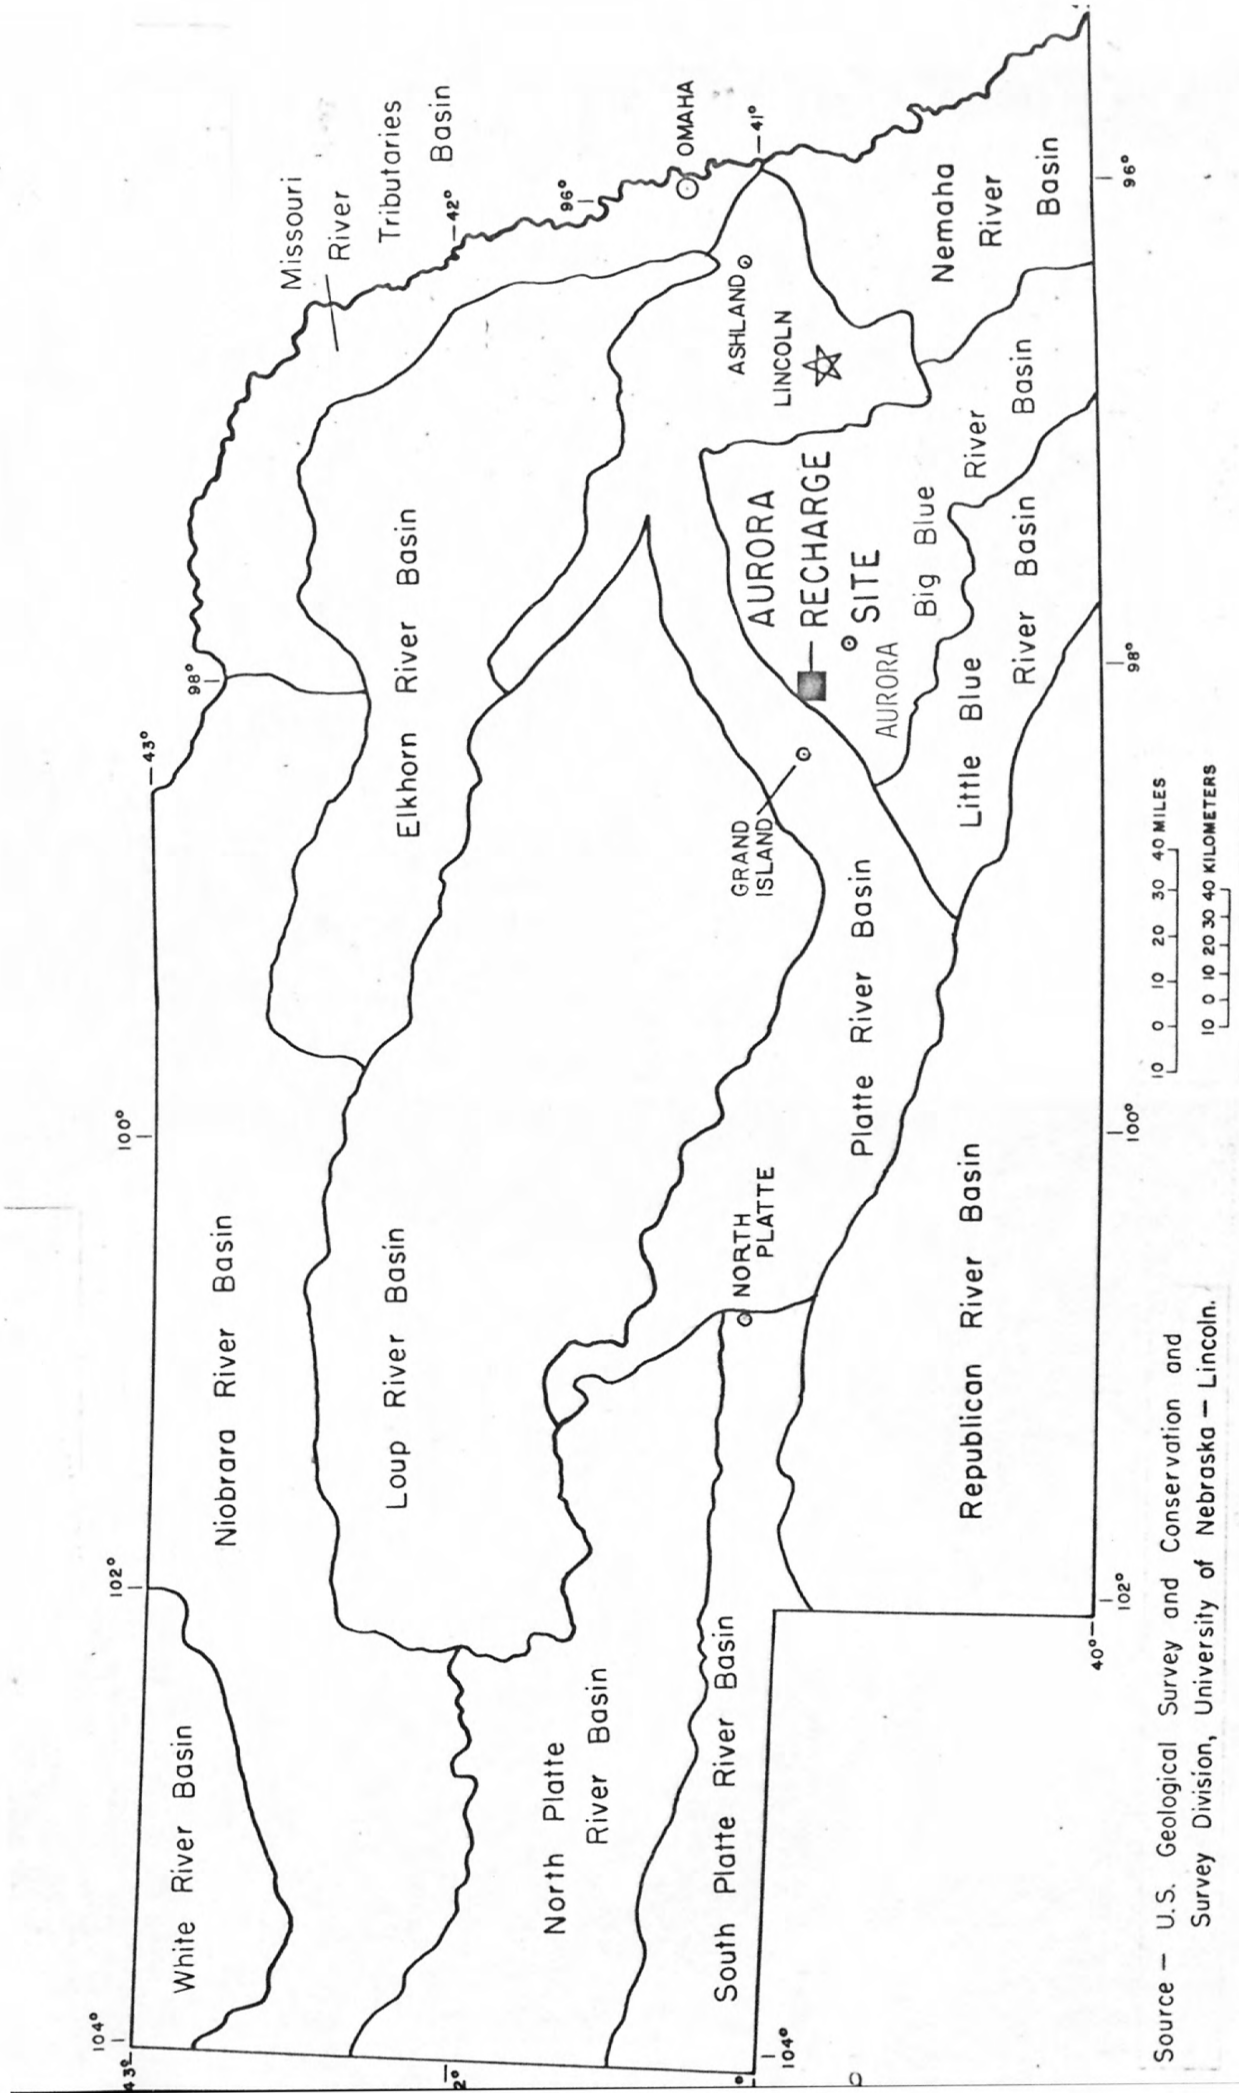 104°
102°
100°
43°
98°
43°
White River Basin
Niobrara River Basin
Missouri
River
Tributaries
Basin
42°
96°
OMAHA
41°
Elkhorn River Basin
Loup River Basin
North Platte
River Basin
South Platte River Basin
NORTH
PLATTE
GRAND
ISLAND
Platte River Basin
AURORA
RECHARGE
SITE
AURORA
ASHLAND
LINCOLN
Big Blue
River
Basin
Little Blue
River Basin
Nemaha
River
Basin
Republican River Basin
2°
104°
40°
102°
100°
98°
96°
10 0 10 20 30 40 MILES
10 0 10 20 30 40 KILOMETERS
Source — U.S. Geological Survey and Conservation and
Survey Division, University of Nebraska — Lincoln.